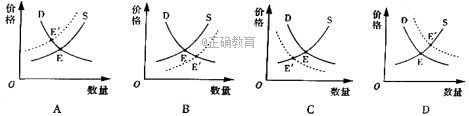 价格 D S E′ E O 数量
价格 D S E E′ O 数量
价格 D S E′ E O 数量
价格 D S E′ E O 数量
@正确教育
A B C D